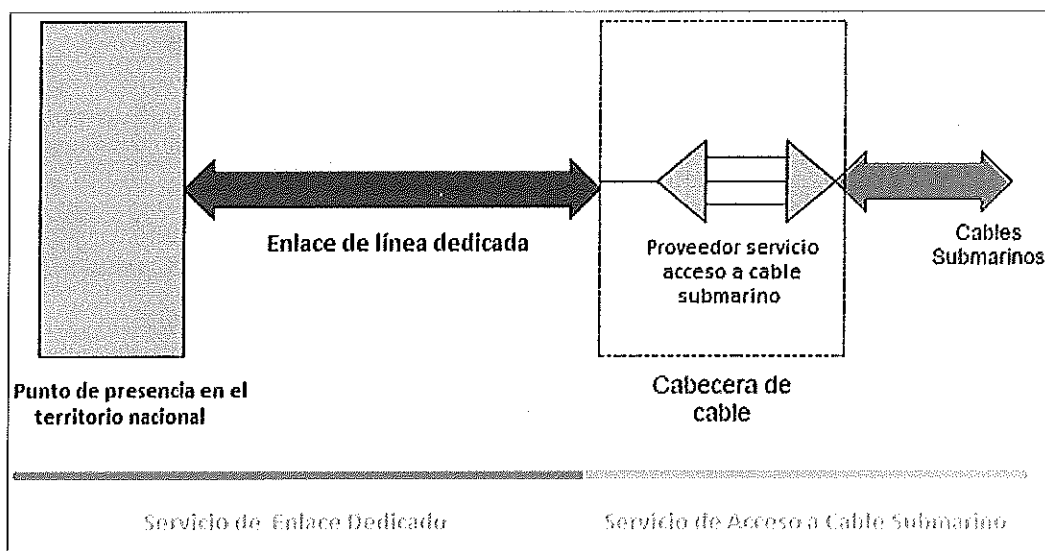 Enlace de línea dedicada
Proveedor servicio
acceso a cable
submarino
Cables
Submarinos
Punto de presencia en el
territorio nacional
Cabecera de
cable
Servicio de Enlace Dedicado
Servicio de Acceso a Cable Submarino